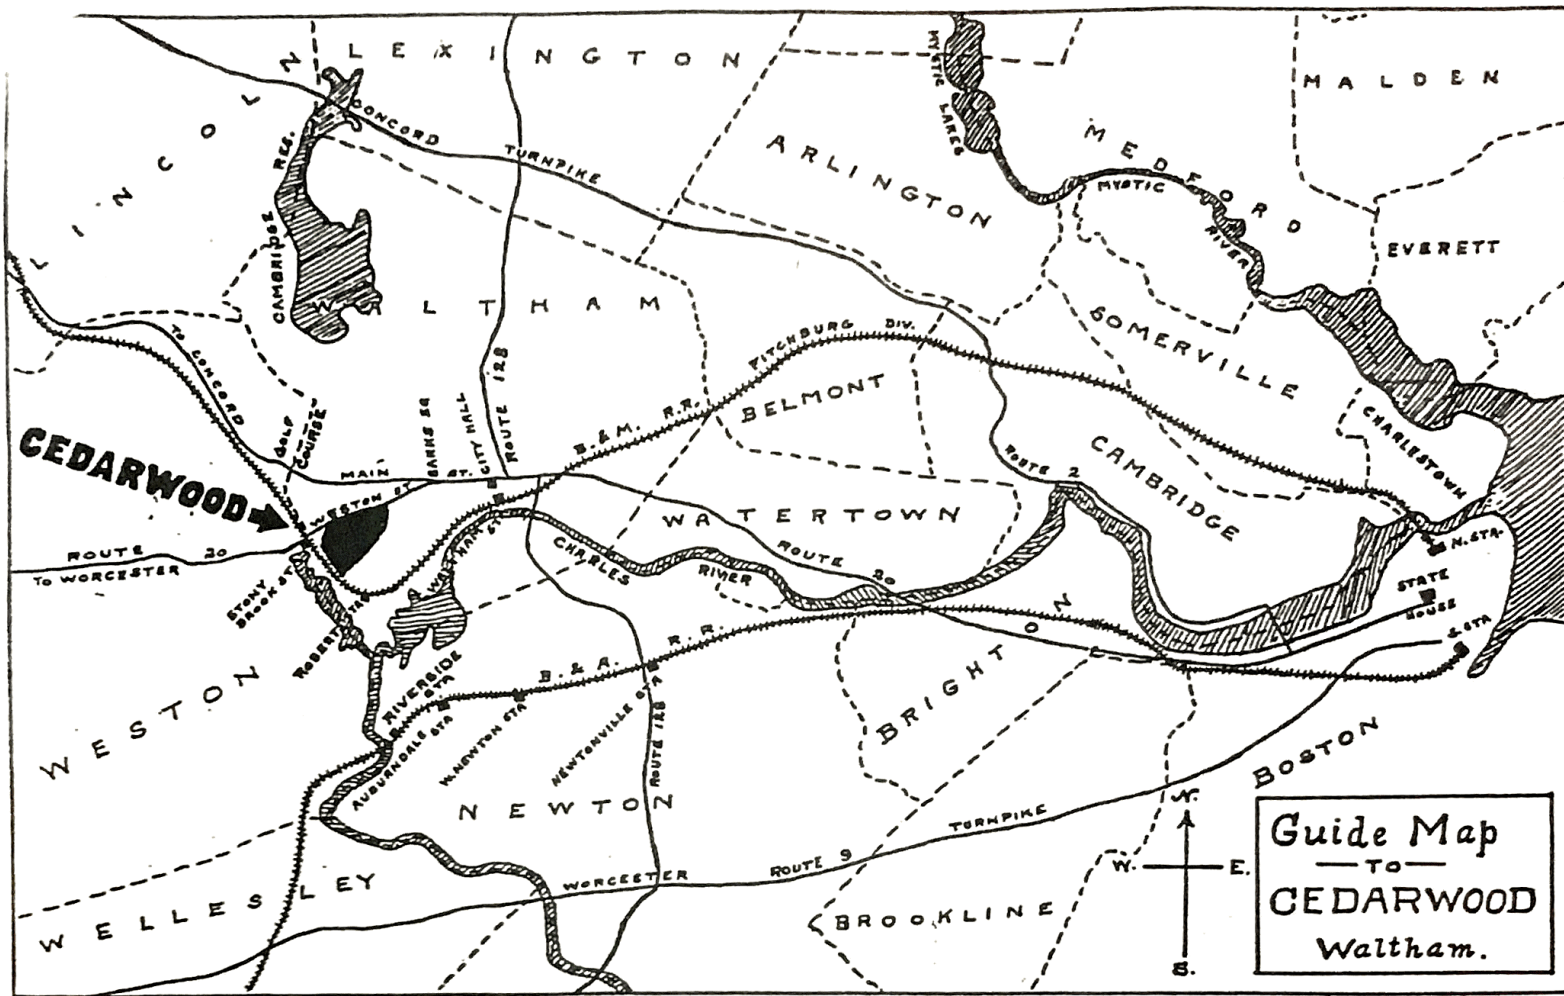 LEXINGTON
LINCOLN
CONCORD TURNPIKE
CAMBRIDGE RES.
MYSTIC LAKES
ARLINGTON
MEDFORD
MALDEN
MYSTIC RIVER
EVERETT
WALTHAM
TO CONCORD
GOLF COURSE
BANKS SQ
CITY HALL
ROUTE 128
FITCHBURG DIV.
B. & M. R.R.
BELMONT
SOMERVILLE
CHARLESTOWN
CAMBRIDGE
ROUTE 2
CEDARWOOD
MAIN ST.
WESTON ST
WATERTOWN
ROUTE 20
TO WORCESTER
STONY BROOK ST.
CHARLES RIVER
ROUTE 20
N. STA.
STATE HOUSE
S. STA
WESTON
RIVERSIDE STA
AUBURNDALE STA
W. NEWTON STA
NEWTONVILLE STA
B. & A. R. R.
ROUTE 128
BRIGHTON
NEWTON
BOSTON
WELLESLEY
WORCESTER TURNPIKE
ROUTE 9
BROOKLINE
N.
W. E.
S.
Guide Map
—TO—
CEDARWOOD
Waltham.